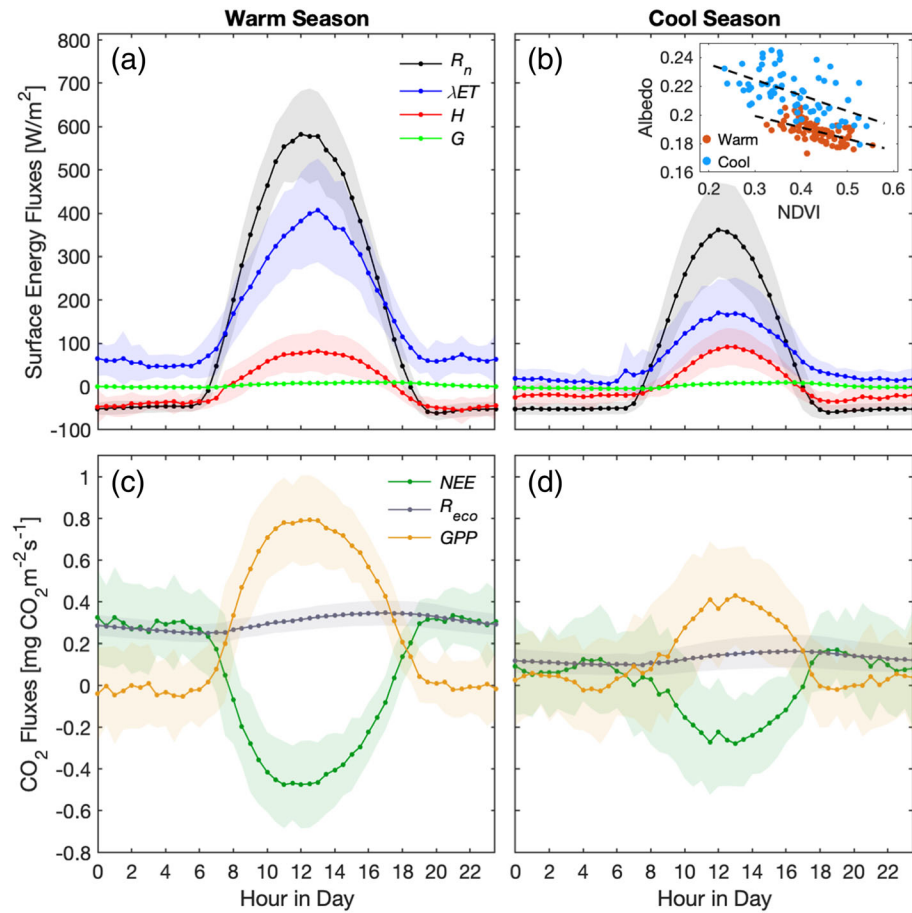 Warm Season
Cool Season
(a)
R_n
λET
H
G
Surface Energy Fluxes [W/m²]
800
700
600
500
400
300
200
100
0
-100
(b)
Albedo
0.24
0.22
0.2
0.18
0.16
Warm
Cool
0.2 0.3 0.4 0.5 0.6
NDVI
(c)
NEE
R_eco
GPP
CO₂ Fluxes [mg CO₂m⁻²s⁻¹]
1
0.8
0.6
0.4
0.2
0
-0.2
-0.4
-0.6
-0.8
(d)
0 2 4 6 8 10 12 14 16 18 20 22
Hour in Day
0 2 4 6 8 10 12 14 16 18 20 22
Hour in Day